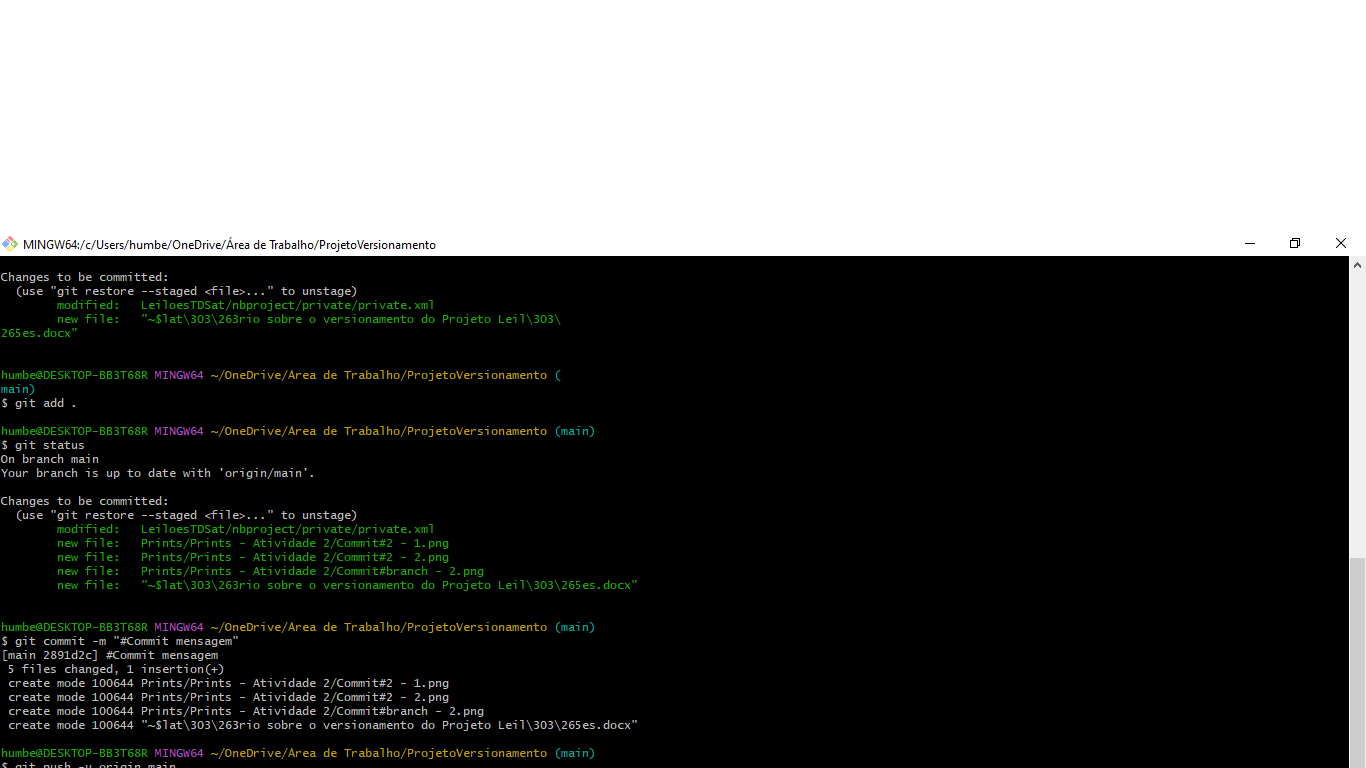 MINGW64:/c/Users/humbe/OneDrive/Área de Trabalho/ProjetoVersionamento
Changes to be committed:
  (use "git restore --staged <file>..." to unstage)
        modified:   LeiloesTDSat/nbproject/private/private.xml
        new file:   "~$lat\303\263rio sobre o versionamento do Projeto Leil\303\
265es.docx"
humbe@DESKTOP-BB3T68R MINGW64 ~/OneDrive/Área de Trabalho/ProjetoVersionamento (
main)
$ git add .
humbe@DESKTOP-BB3T68R MINGW64 ~/OneDrive/Área de Trabalho/ProjetoVersionamento (main)
$ git status
On branch main
Your branch is up to date with 'origin/main'.
Changes to be committed:
  (use "git restore --staged <file>..." to unstage)
        modified:   LeiloesTDSat/nbproject/private/private.xml
        new file:   Prints/Prints - Atividade 2/Commit#2 - 1.png
        new file:   Prints/Prints - Atividade 2/Commit#2 - 2.png
        new file:   Prints/Prints - Atividade 2/Commit#branch - 2.png
        new file:   "~$lat\303\263rio sobre o versionamento do Projeto Leil\303\265es.docx"
humbe@DESKTOP-BB3T68R MINGW64 ~/OneDrive/Área de Trabalho/ProjetoVersionamento (main)
$ git commit -m "#Commit mensagem"
[main 2891d2c] #Commit mensagem
 5 files changed, 1 insertion(+)
 create mode 100644 Prints/Prints - Atividade 2/Commit#2 - 1.png
 create mode 100644 Prints/Prints - Atividade 2/Commit#2 - 2.png
 create mode 100644 Prints/Prints - Atividade 2/Commit#branch - 2.png
 create mode 100644 "~$lat\303\263rio sobre o versionamento do Projeto Leil\303\265es.docx"
humbe@DESKTOP-BB3T68R MINGW64 ~/OneDrive/Área de Trabalho/ProjetoVersionamento (main)
$ git push -u origin main